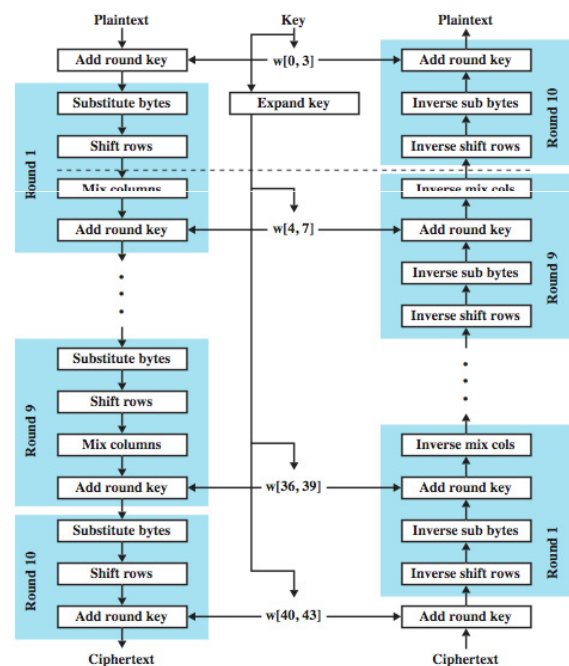 Plaintext
Key
Plaintext
Add round key
w[0, 3]
Add round key
Substitute bytes
Expand key
Inverse sub bytes
Shift rows
Inverse shift rows
Round 1
Round 10
Mix columns
Inverse mix cols
Add round key
w[4, 7]
Add round key
Inverse sub bytes
Inverse shift rows
Round 9
Substitute bytes
Shift rows
Mix columns
Inverse mix cols
Round 9
Add round key
w[36, 39]
Add round key
Substitute bytes
Inverse sub bytes
Shift rows
Inverse shift rows
Round 10
Round 1
Add round key
w[40, 43]
Add round key
Ciphertext
Ciphertext